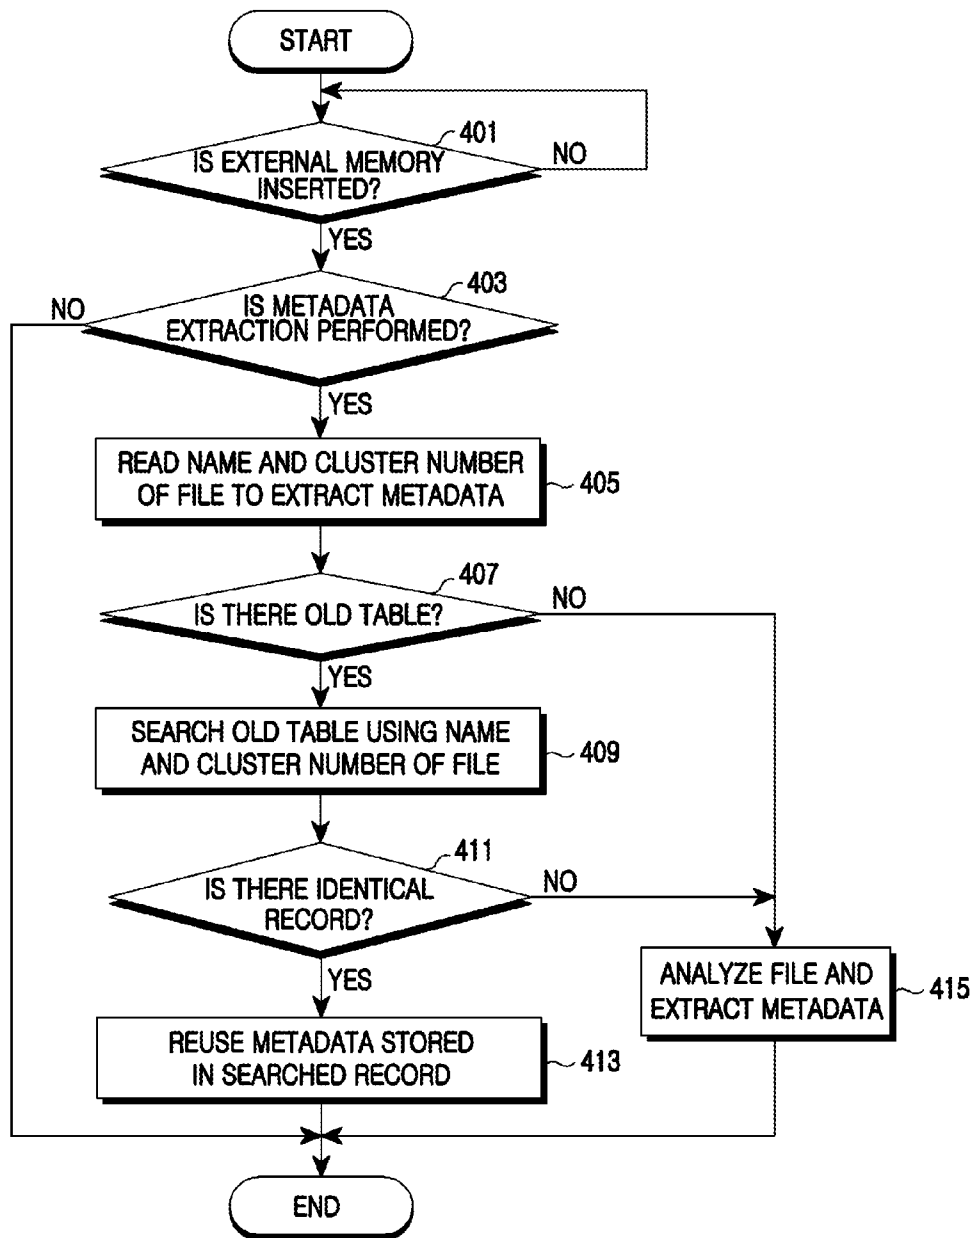 START
401
IS EXTERNAL MEMORY
INSERTED?
NO
YES
403
NO
IS METADATA
EXTRACTION PERFORMED?
YES
READ NAME AND CLUSTER NUMBER
OF FILE TO EXTRACT METADATA
405
407
IS THERE OLD TABLE?
NO
YES
SEARCH OLD TABLE USING NAME
AND CLUSTER NUMBER OF FILE
409
411
IS THERE IDENTICAL
RECORD?
NO
YES
ANALYZE FILE AND
EXTRACT METADATA
415
REUSE METADATA STORED
IN SEARCHED RECORD
413
END